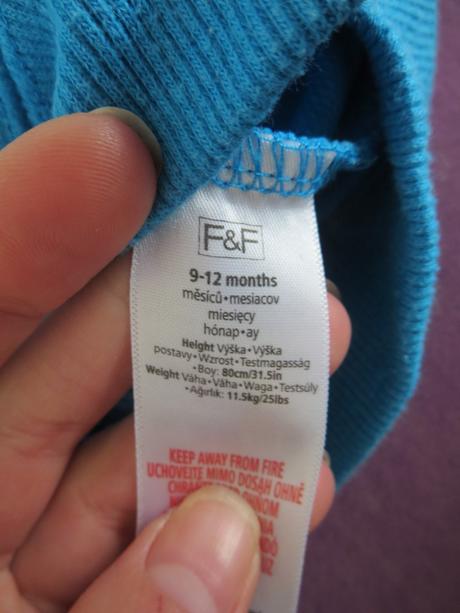 F&F
9-12 months
měsíců•mesiacov
miesięcy
hónap•ay
Height Výška•Výška
postavy•Wzrost•Testmagasság
•Boy: 80cm/31.5in
Weight Váha•Váha•Waga•Testsúly
•Ağırlık: 11.5kg/25lbs
KEEP AWAY FROM FIRE
UCHOVEJTE MIMO DOSAH OHNĚ